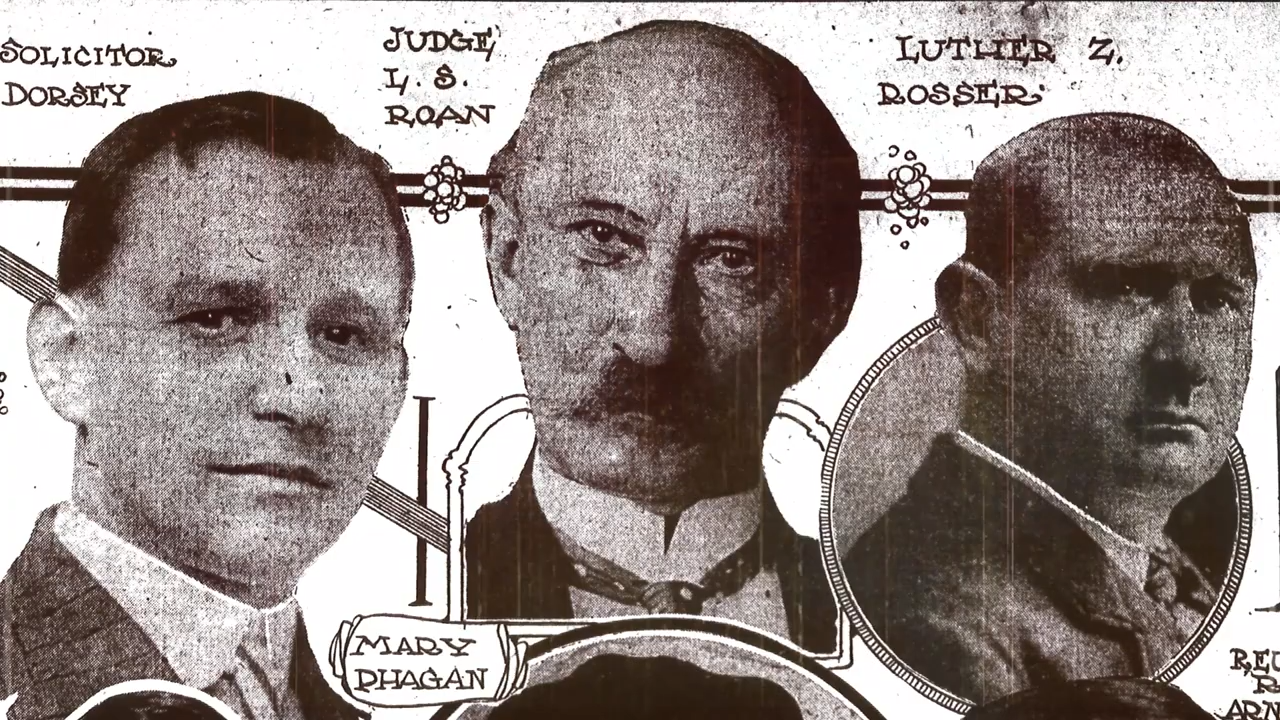 SOLICITOR
DORSEY
JUDGE
L. S.
ROAN
LUTHER Z.
ROSSER
MARY
PHAGAN